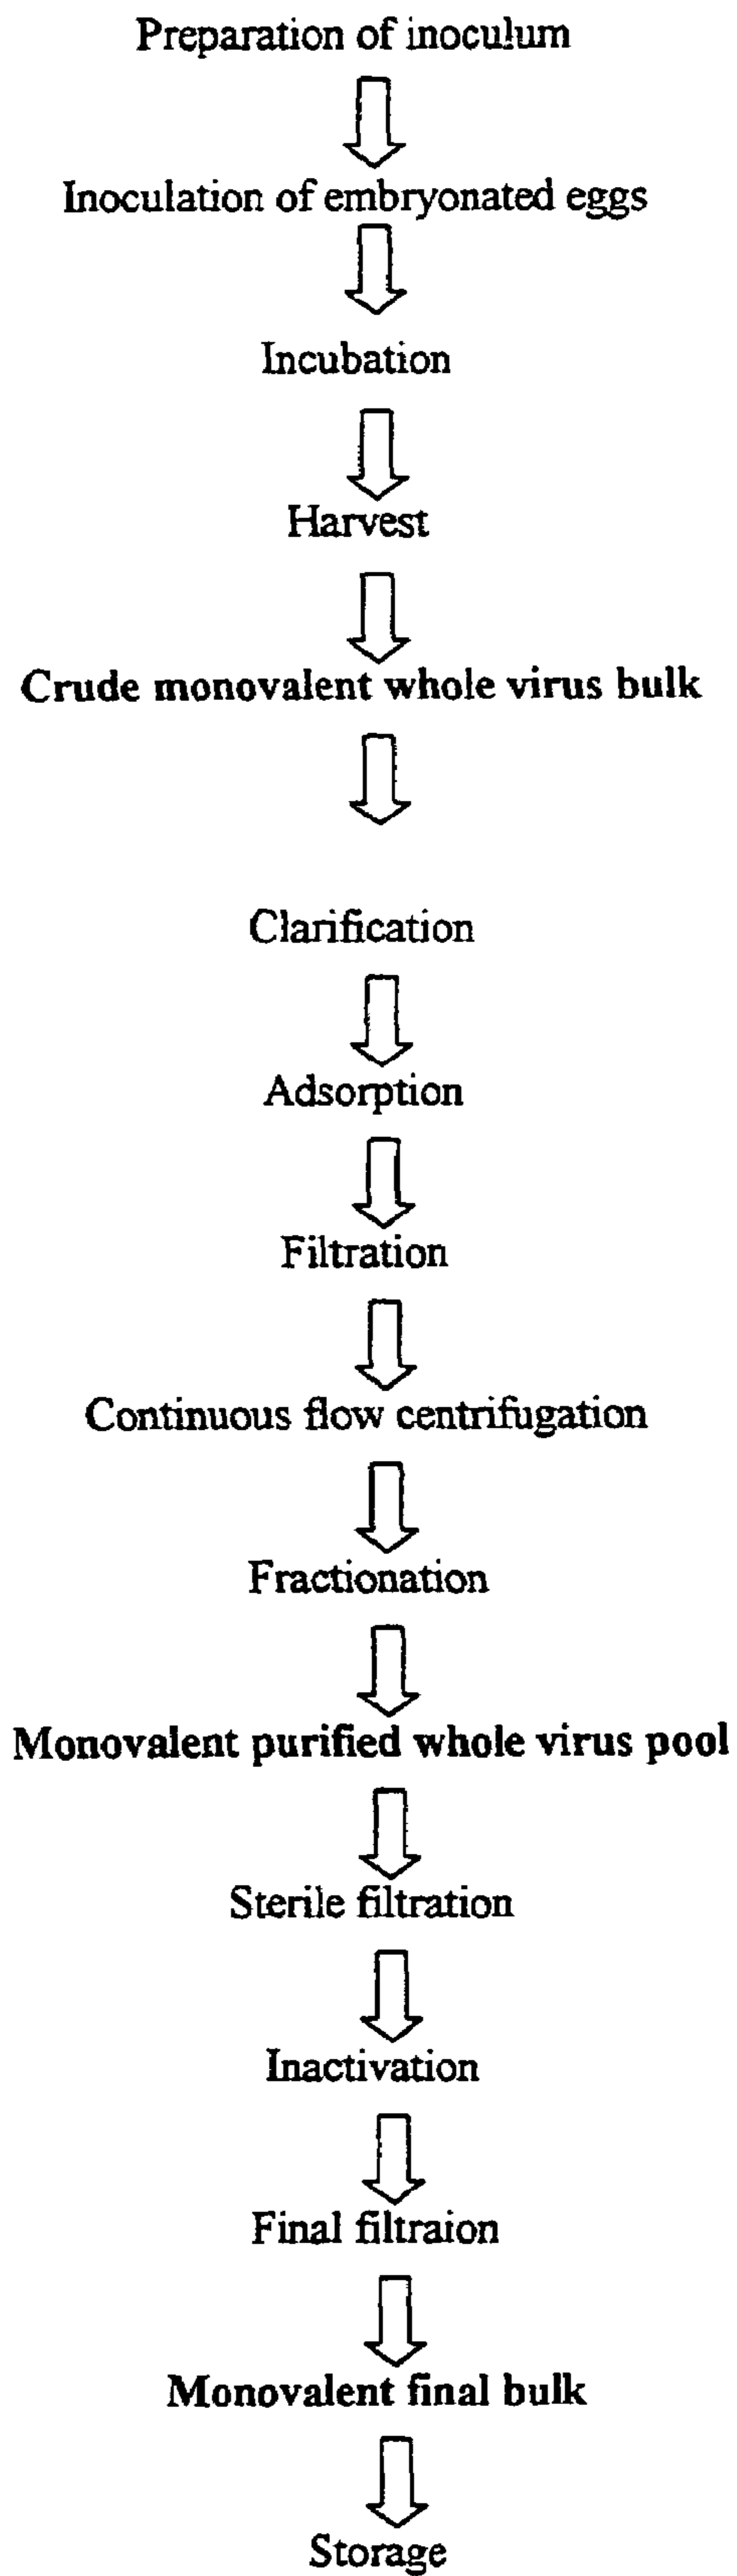 Preparation of inoculum
Inoculation of embryonated eggs
Incubation
Harvest
Crude monovalent whole virus bulk
Clarification
Adsorption
Filtration
Continuous flow centrifugation
Fractionation
Monovalent purified whole virus pool
Sterile filtration
Inactivation
Final filtraion
Monovalent final bulk
Storage